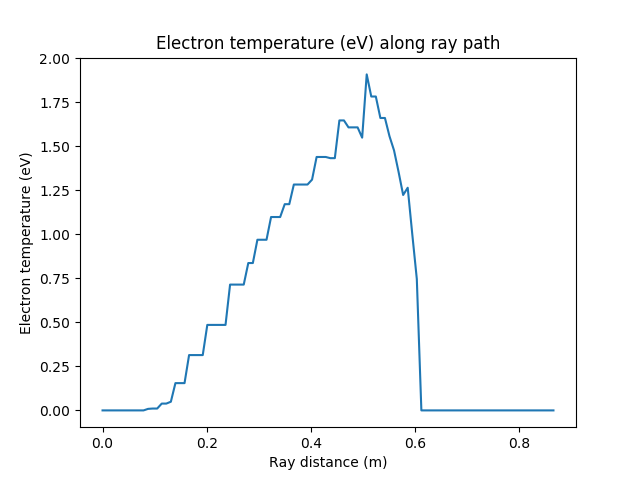 Electron temperature (eV) along ray path
2.00
1.75
1.50
1.25
1.00
0.75
0.50
0.25
0.00
Electron temperature (eV)
0.0 0.2 0.4 0.6 0.8
Ray distance (m)